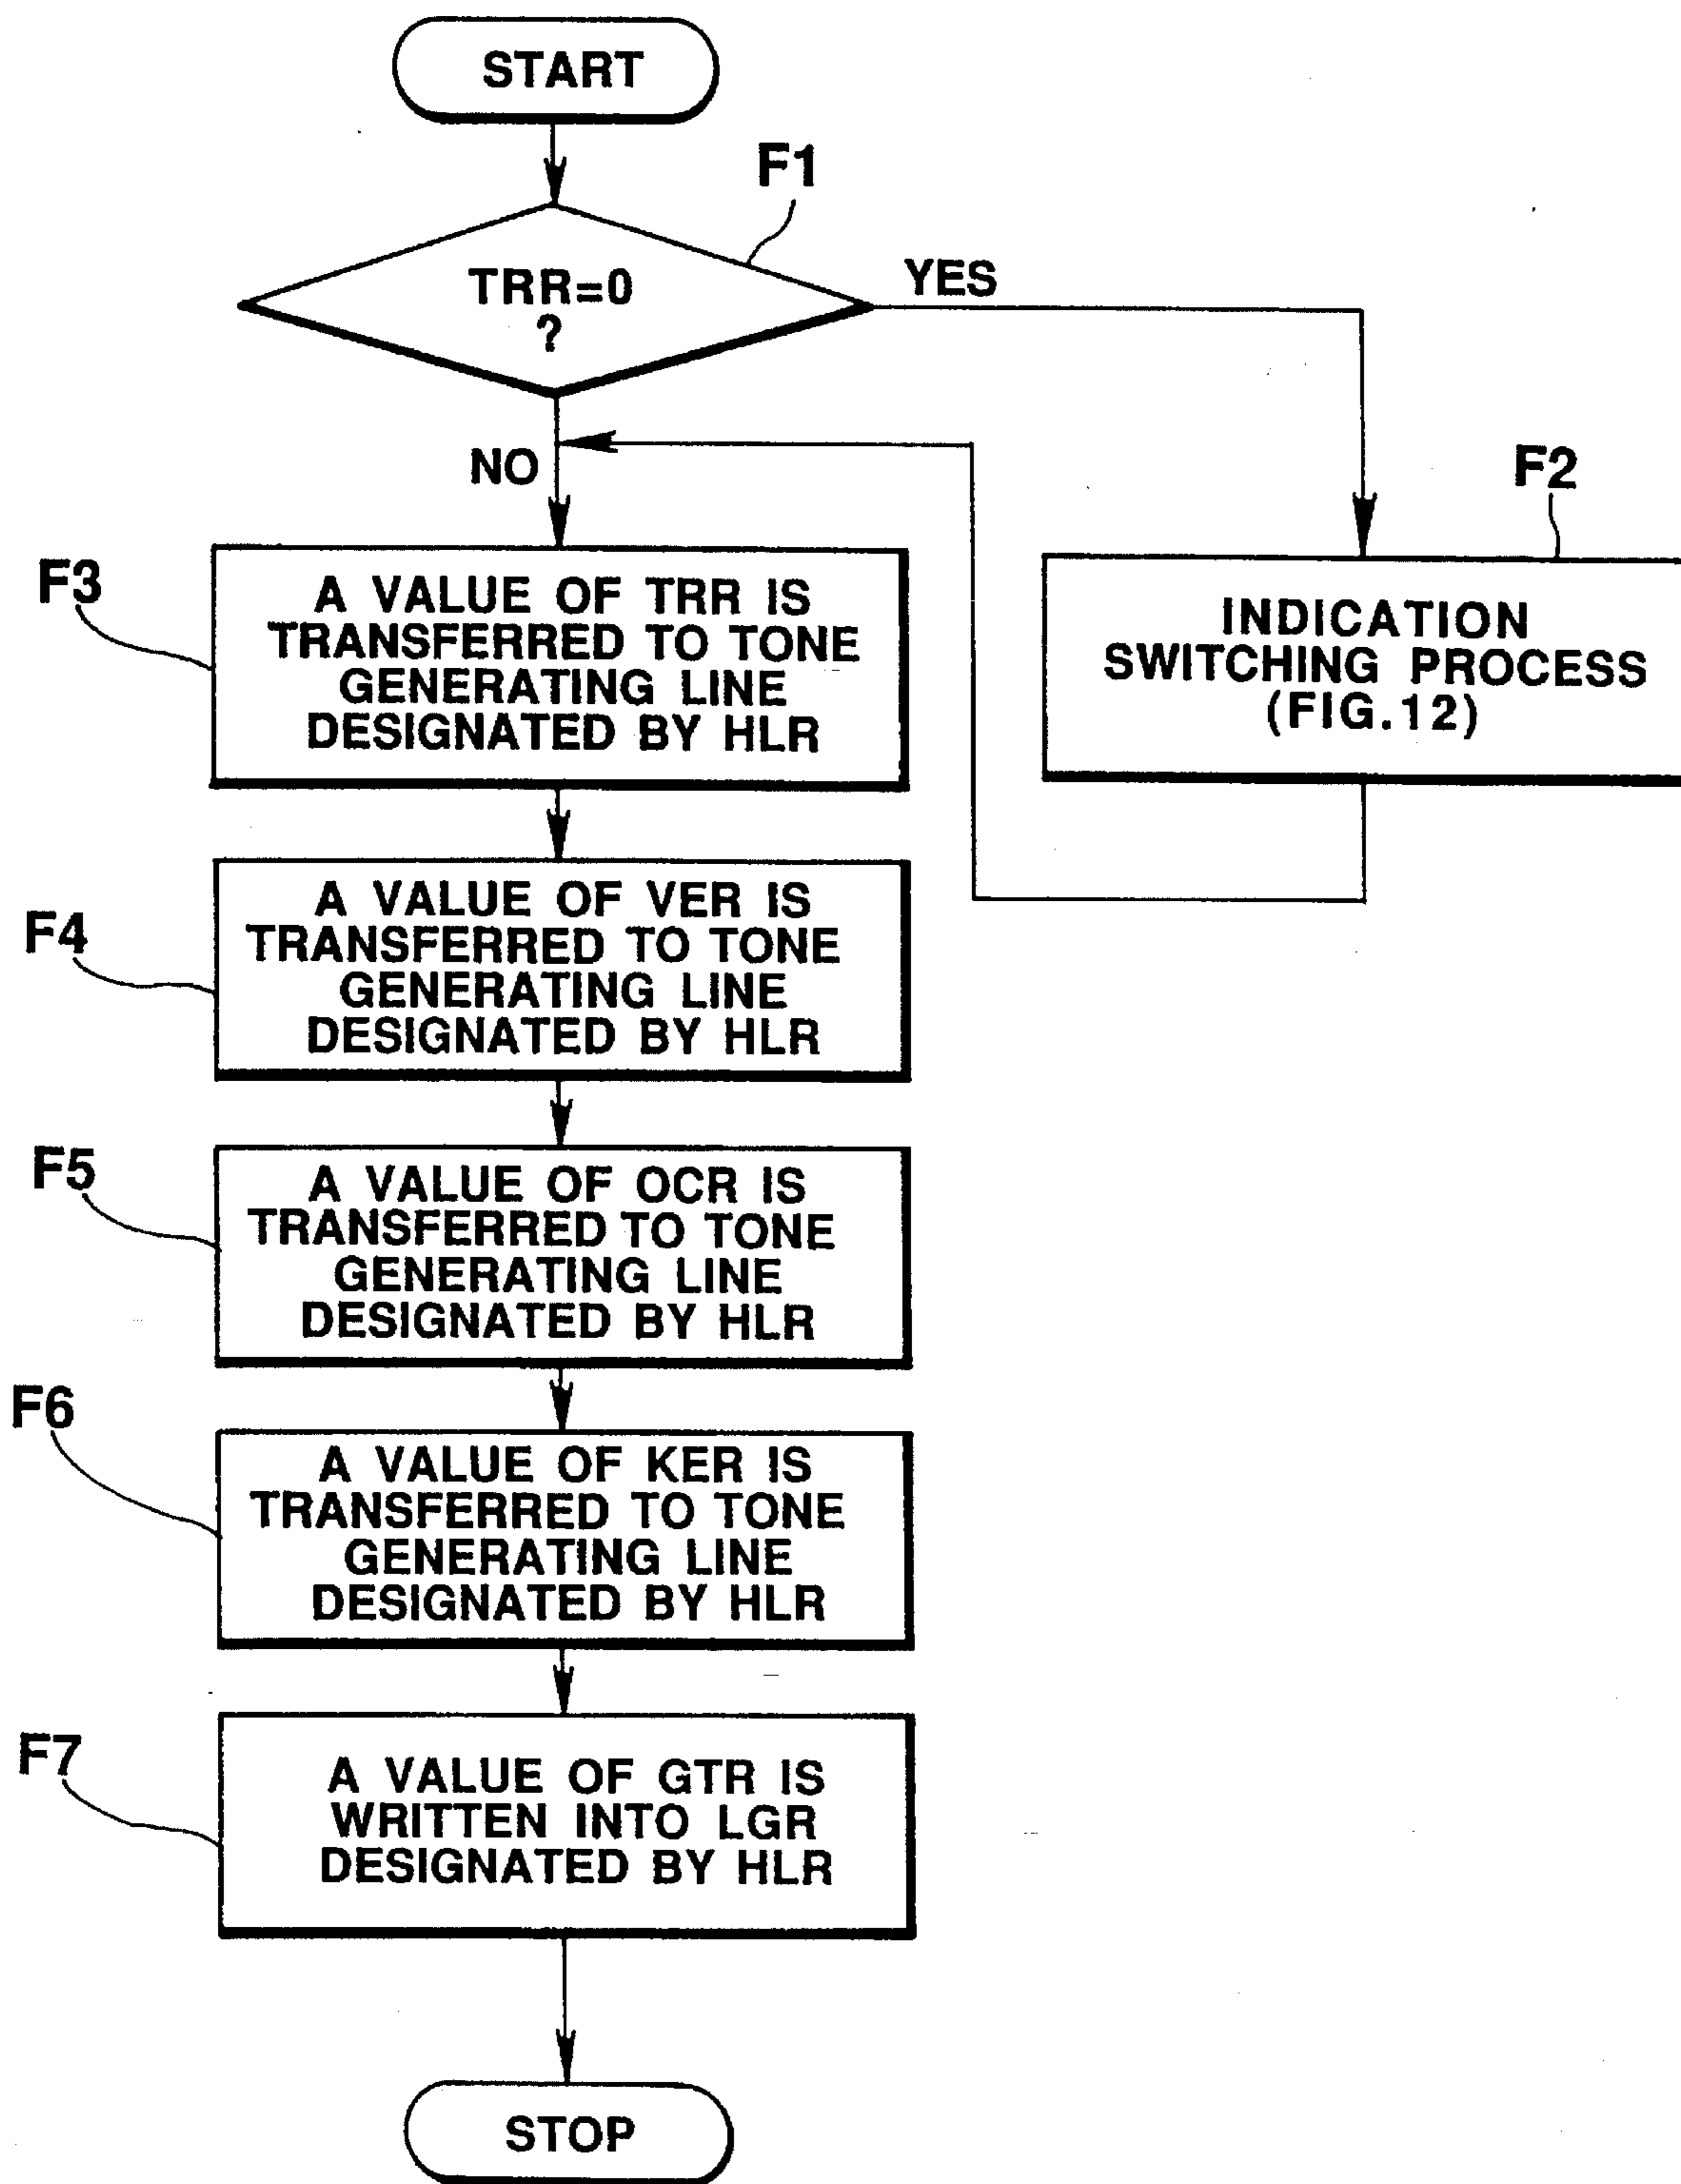 START
F1
TRR=0
?
YES
NO
F2
INDICATION
SWITCHING PROCESS
(FIG.12)
F3
A VALUE OF TRR IS
TRANSFERRED TO TONE
GENERATING LINE
DESIGNATED BY HLR
F4
A VALUE OF VER IS
TRANSFERRED TO TONE
GENERATING LINE
DESIGNATED BY HLR
F5
A VALUE OF OCR IS
TRANSFERRED TO TONE
GENERATING LINE
DESIGNATED BY HLR
F6
A VALUE OF KER IS
TRANSFERRED TO TONE
GENERATING LINE
DESIGNATED BY HLR
F7
A VALUE OF GTR IS
WRITTEN INTO LGR
DESIGNATED BY HLR
STOP